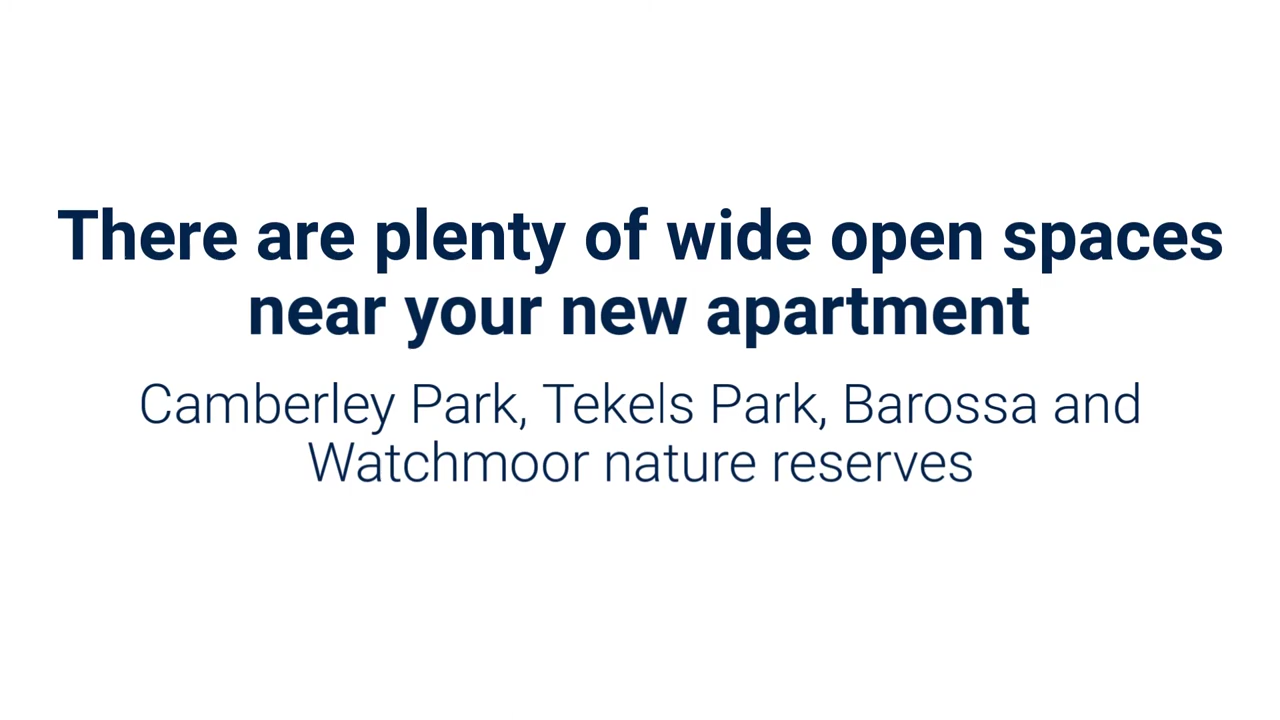 There are plenty of wide open spaces
near your new apartment
Camberley Park, Tekels Park, Barossa and
Watchmoor nature reserves